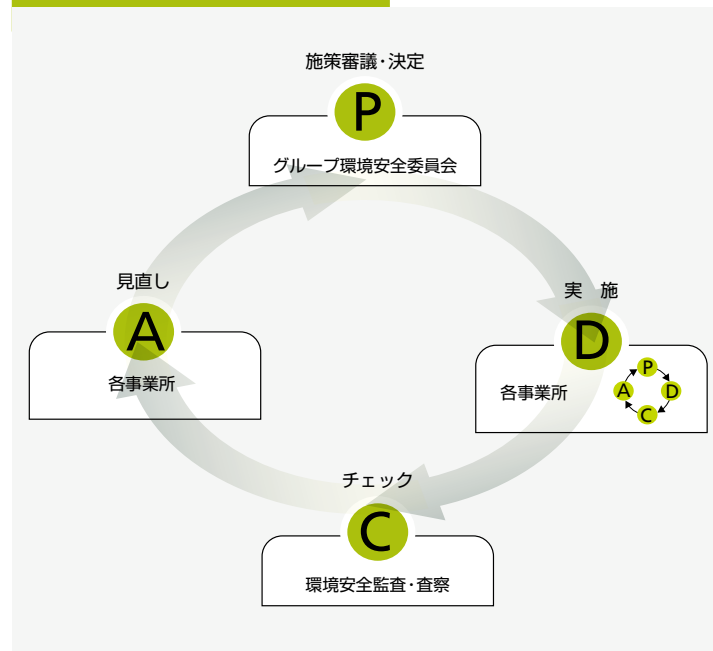 施策審議・決定
P
グループ環境安全委員会
見直し
A
各事業所
実　施
D
各事業所
P
A
D
C
チェック
C
環境安全監査・査察